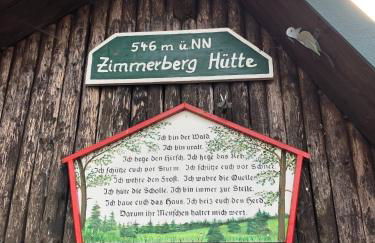 546 m ü.NN
Zimmerberg Hütte
Ich bin der Wald.
Ich bin uralt.
Ich hege den Hirsch, Ich hege das Reh,
Ich schütze euch vor Sturm. Ich schütze euch vor Schnee.
Ich wehre den Frost. Ich wahre die Quelle.
Ich hüte die Scholle. Ich bin immer zur Stelle.
Ich baue euch das Haus. Ich heiz euch den Herd.
Darum ihr Menschen haltet mich wert.